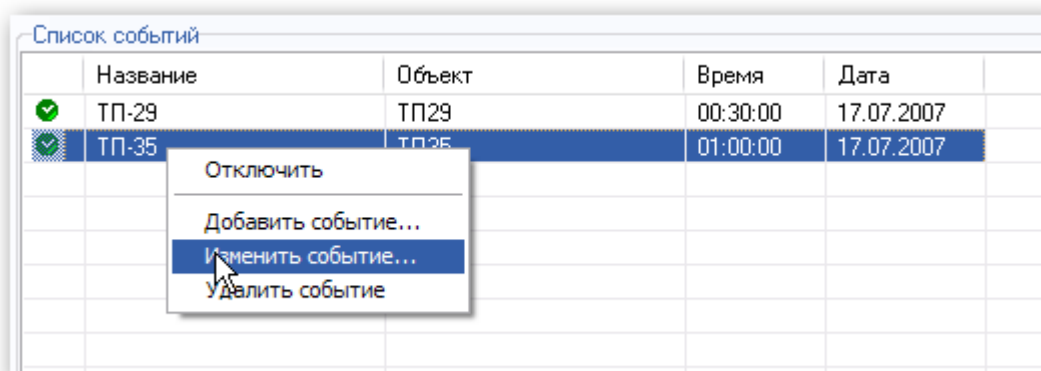 Список событий
Название Объект Время Дата
ТП-29 ТП29 00:30:00 17.07.2007
ТП-35 ТП35 01:00:00 17.07.2007
Отключить
Добавить событие...
Изменить событие...
Удалить событие